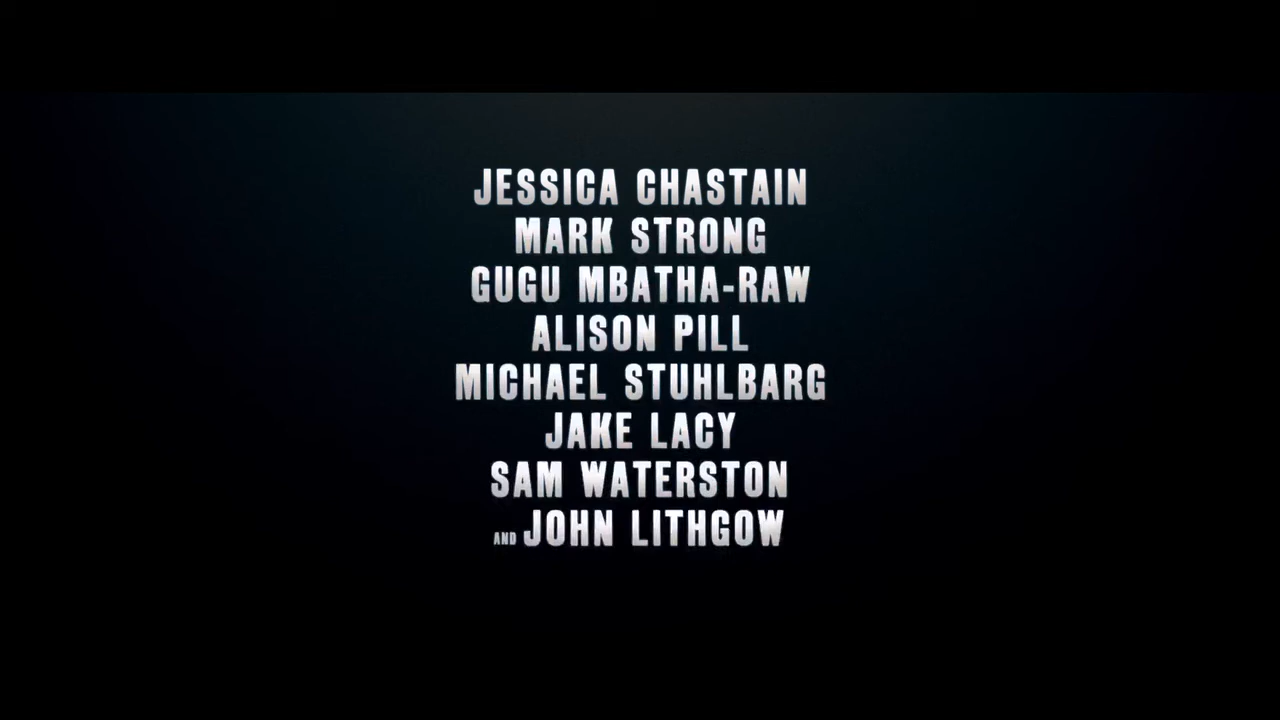 JESSICA CHASTAIN
MARK STRONG
GUGU MBATHA-RAW
ALISON PILL
MICHAEL STUHLBARG
JAKE LACY
SAM WATERSTON
AND JOHN LITHGOW